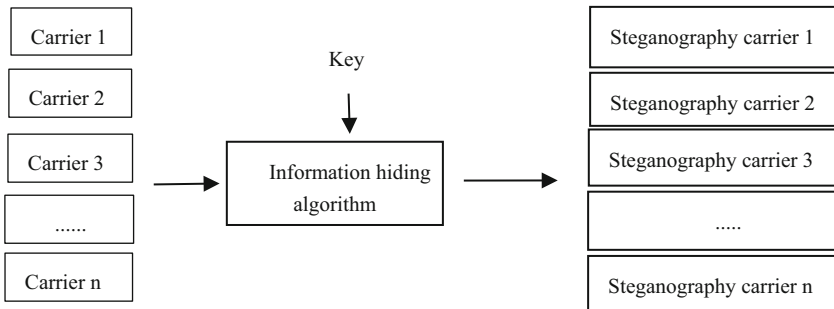 Carrier 1
Carrier 2
Carrier 3
......
Carrier n
Key
Information hiding
algorithm
Steganography carrier 1
Steganography carrier 2
Steganography carrier 3
.....
Steganography carrier n